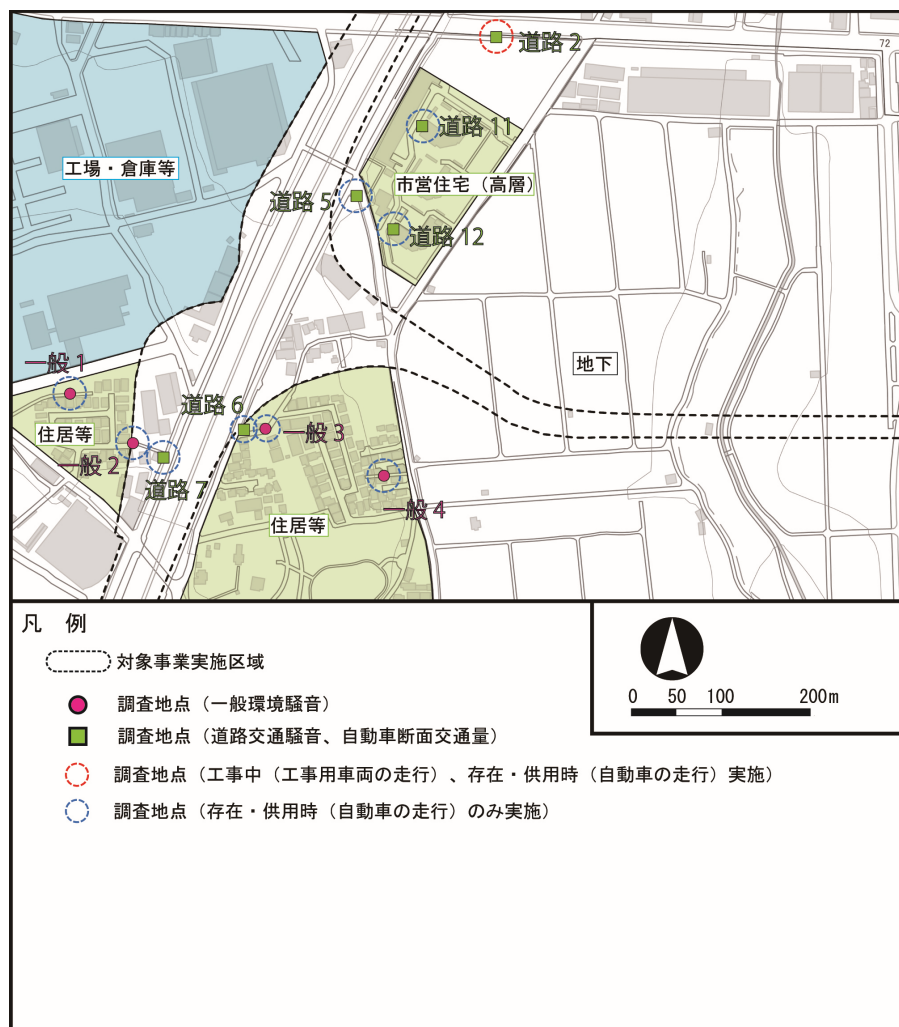 道路 2
72
道路 11
工場・倉庫等
市営住宅（高層）
道路 5
道路 12
一般 1
地下
道路 6
住居等
一般 3
一般 2
道路 7
一般 4
住居等
凡 例
対象事業実施区域
調査地点（一般環境騒音）
調査地点（道路交通騒音、自動車断面交通量）
調査地点（工事中（工事用車両の走行）、存在・供用時（自動車の走行）実施）
調査地点（存在・供用時（自動車の走行）のみ実施）
0 50 100 200m